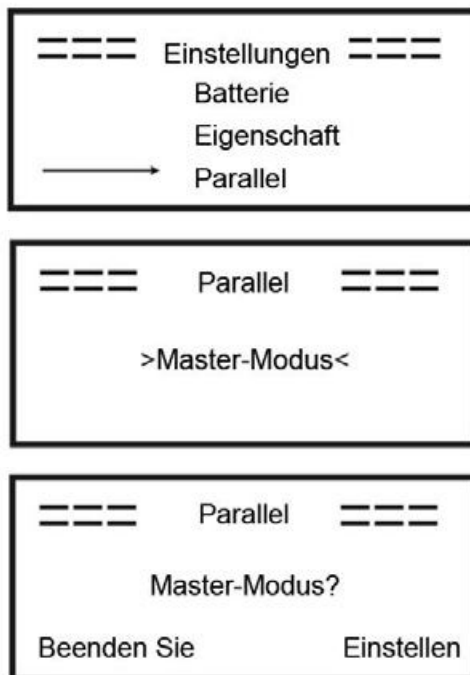 === Einstellungen ===
Batterie
Eigenschaft
Parallel
=== Parallel ===
>Master-Modus<
=== Parallel ===
Master-Modus?
Beenden Sie Einstellen